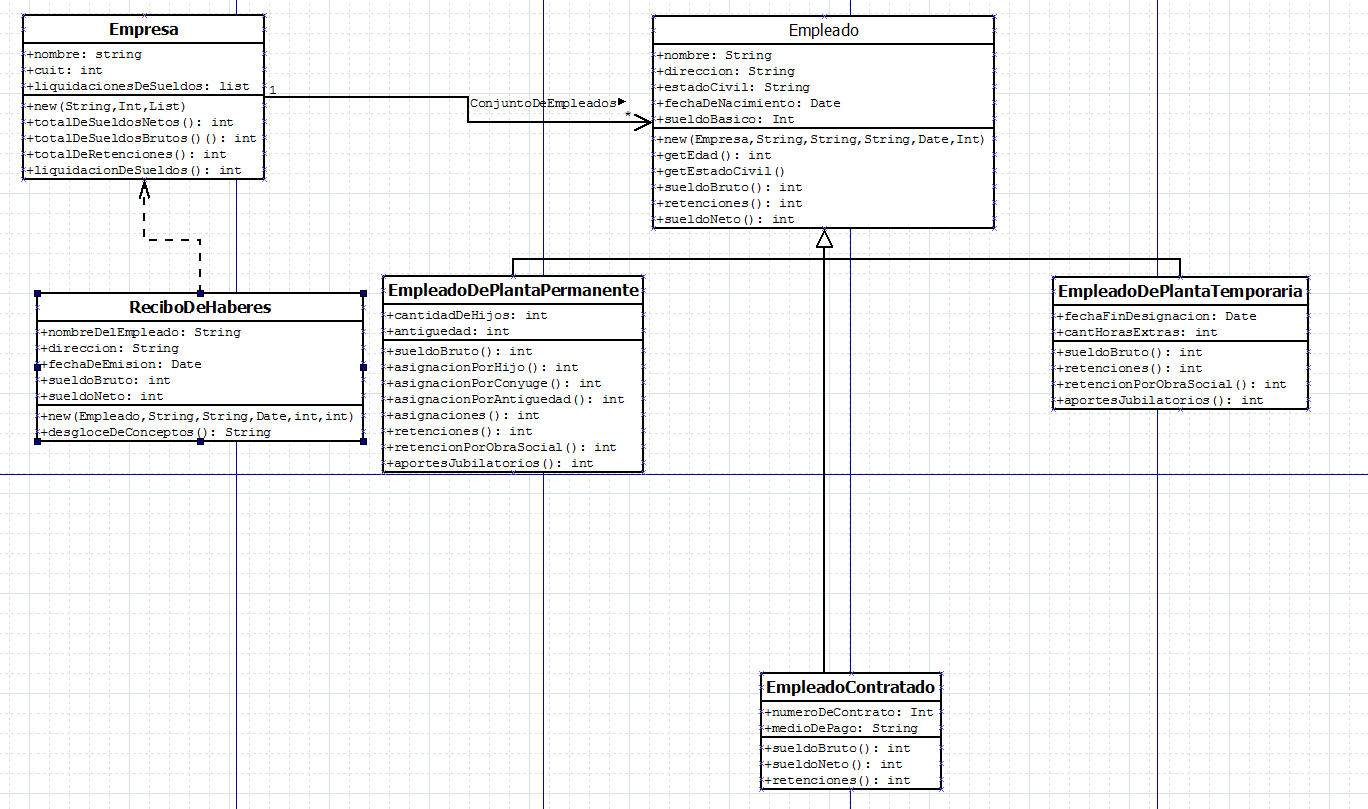 Empresa
+nombre: string
+cuit: int
+liquidacionesDeSueldos: list
+new(String,Int,List)
+totalDeSueldosNetos(): int
+totalDeSueldosBrutos()(): int
+totalDeRetenciones(): int
+liquidacionDeSueldos(): int
1
ConjuntoDeEmpleados
*
Empleado
+nombre: String
+direccion: String
+estadoCivil: String
+fechaDeNacimiento: Date
+sueldoBasico: Int
+new(Empresa,String,String,String,Date,Int)
+getEdad(): int
+getEstadoCivil()
+sueldoBruto(): int
+retenciones(): int
+sueldoNeto(): int
ReciboDeHaberes
+nombreDelEmpleado: String
+direccion: String
+fechaDeEmision: Date
+sueldoBruto: int
+sueldoNeto: int
+new(Empleado,String,String,Date,int,int)
+desgloceDeConceptos(): String
EmpleadoDePlantaPermanente
+cantidadDeHijos: int
+antiguedad: int
+sueldoBruto(): int
+asignacionPorHijo(): int
+asignacionPorConyuge(): int
+asignacionPorAntiguedad(): int
+asignaciones(): int
+retenciones(): int
+retencionPorObraSocial(): int
+aportesJubilatorios(): int
EmpleadoDePlantaTemporaria
+fechaFinDesignacion: Date
+cantHorasExtras: int
+sueldoBruto(): int
+retenciones(): int
+retencionPorObraSocial(): int
+aportesJubilatorios(): int
EmpleadoContratado
+numeroDeContrato: Int
+medioDePago: String
+sueldoBruto(): int
+sueldoNeto(): int
+retenciones(): int